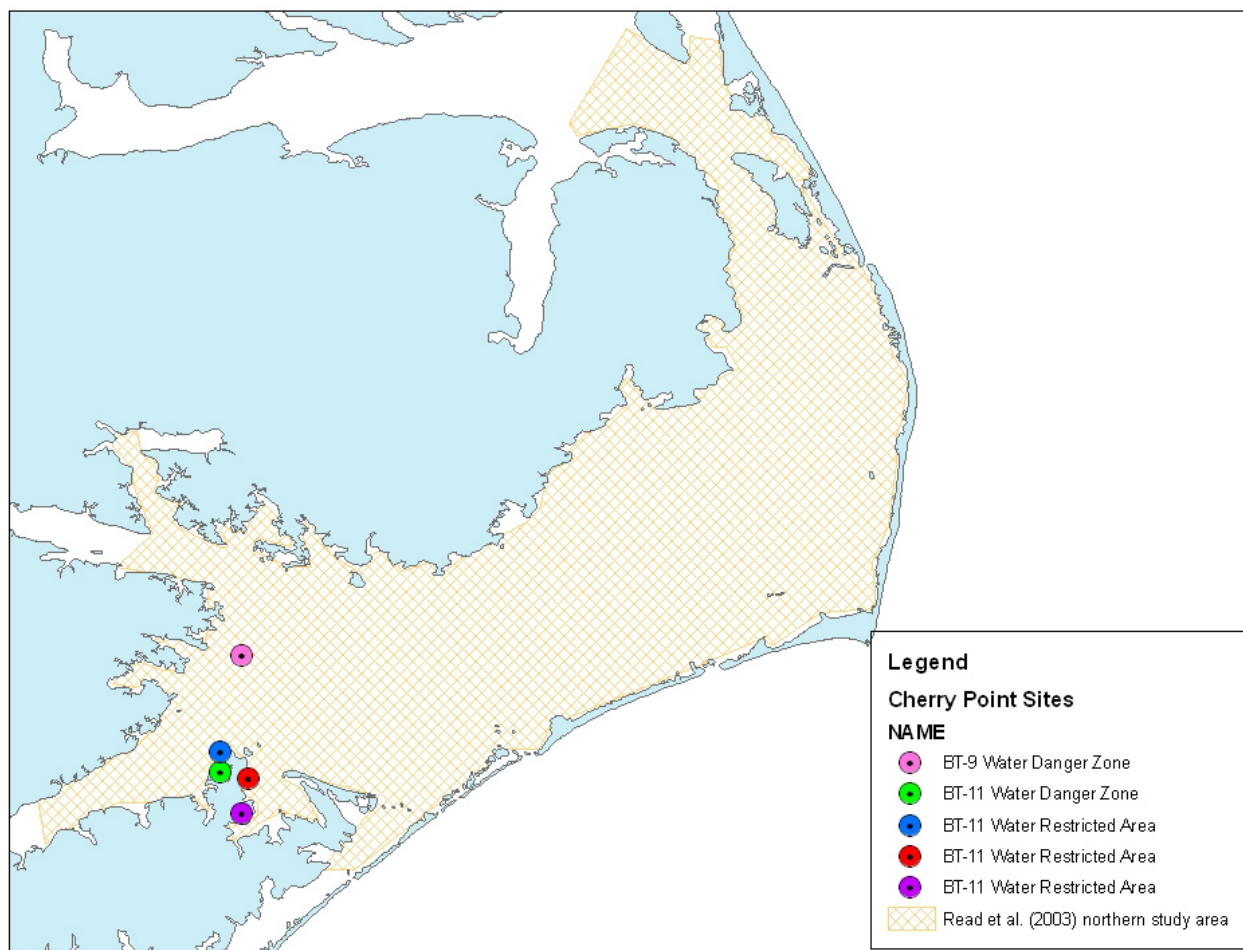 Legend
Cherry Point Sites
NAME
BT-9 Water Danger Zone
BT-11 Water Danger Zone
BT-11 Water Restricted Area
BT-11 Water Restricted Area
BT-11 Water Restricted Area
Read et al. (2003) northern study area